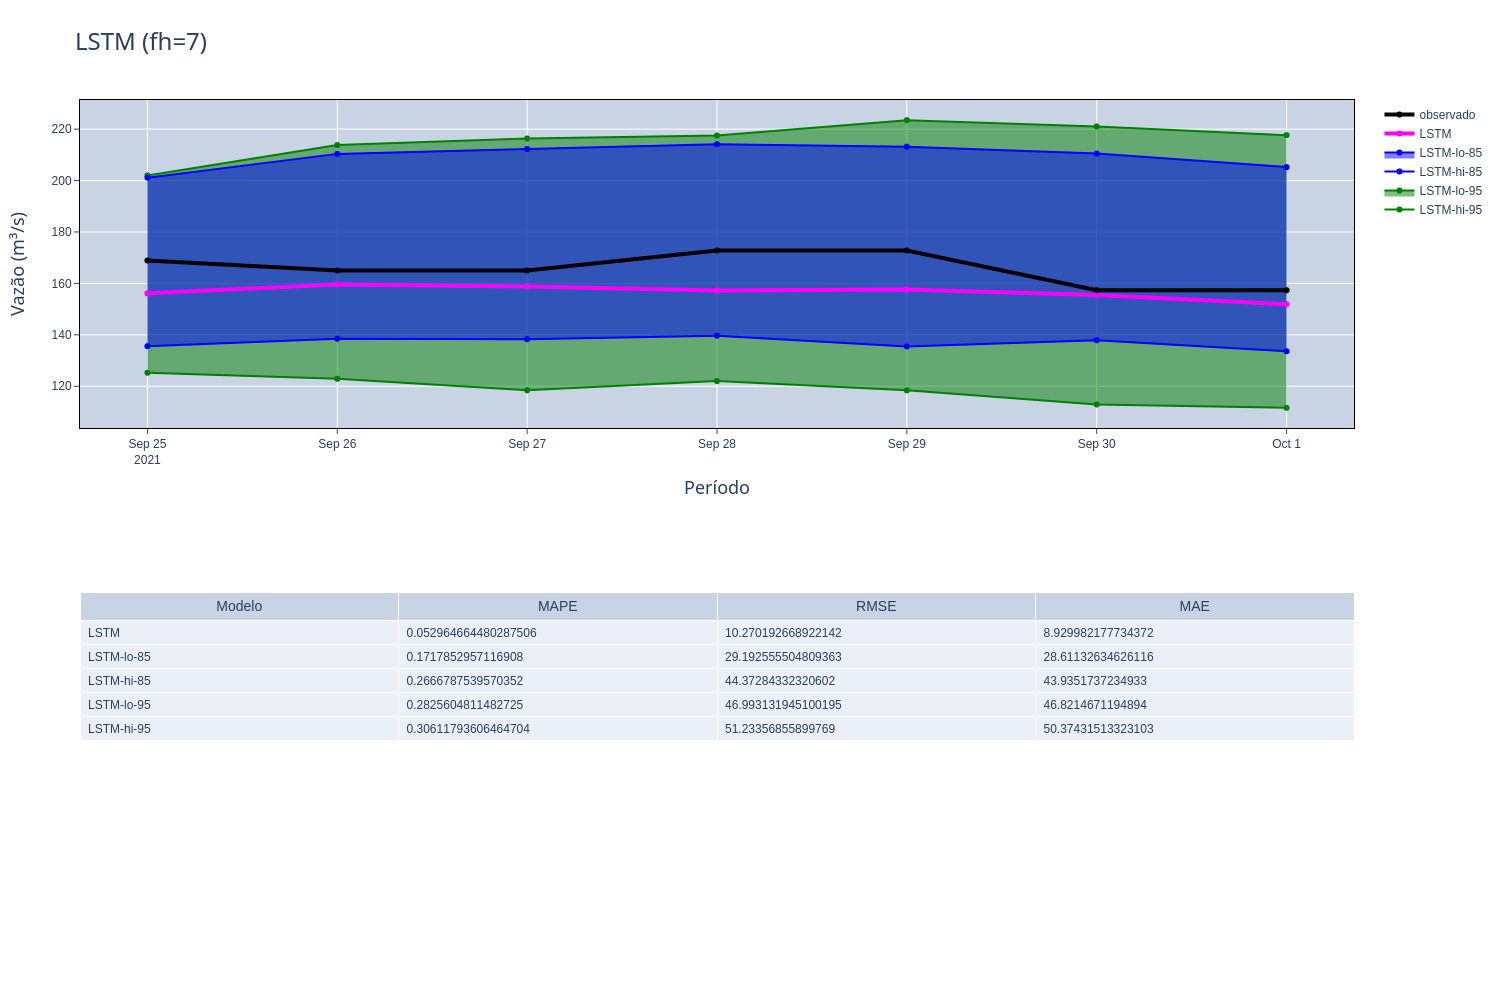 LSTM (fh=7)
Vazão (m³/s)
220
200
180
160
140
120
Sep 25
2021
Sep 26
Sep 27
Sep 28
Sep 29
Sep 30
Oct 1
Período
observado
LSTM
LSTM-lo-85
LSTM-hi-85
LSTM-lo-95
LSTM-hi-95
Modelo MAPE RMSE MAE
LSTM 0.052964664480287506 10.270192668922142 8.929982177734372
LSTM-lo-85 0.1717852957116908 29.192555504809363 28.61132634626116
LSTM-hi-85 0.2666787539570352 44.37284332320602 43.9351737234933
LSTM-lo-95 0.2825604811482725 46.993131945100195 46.8214671194894
LSTM-hi-95 0.30611793606464704 51.23356855899769 50.37431513323103